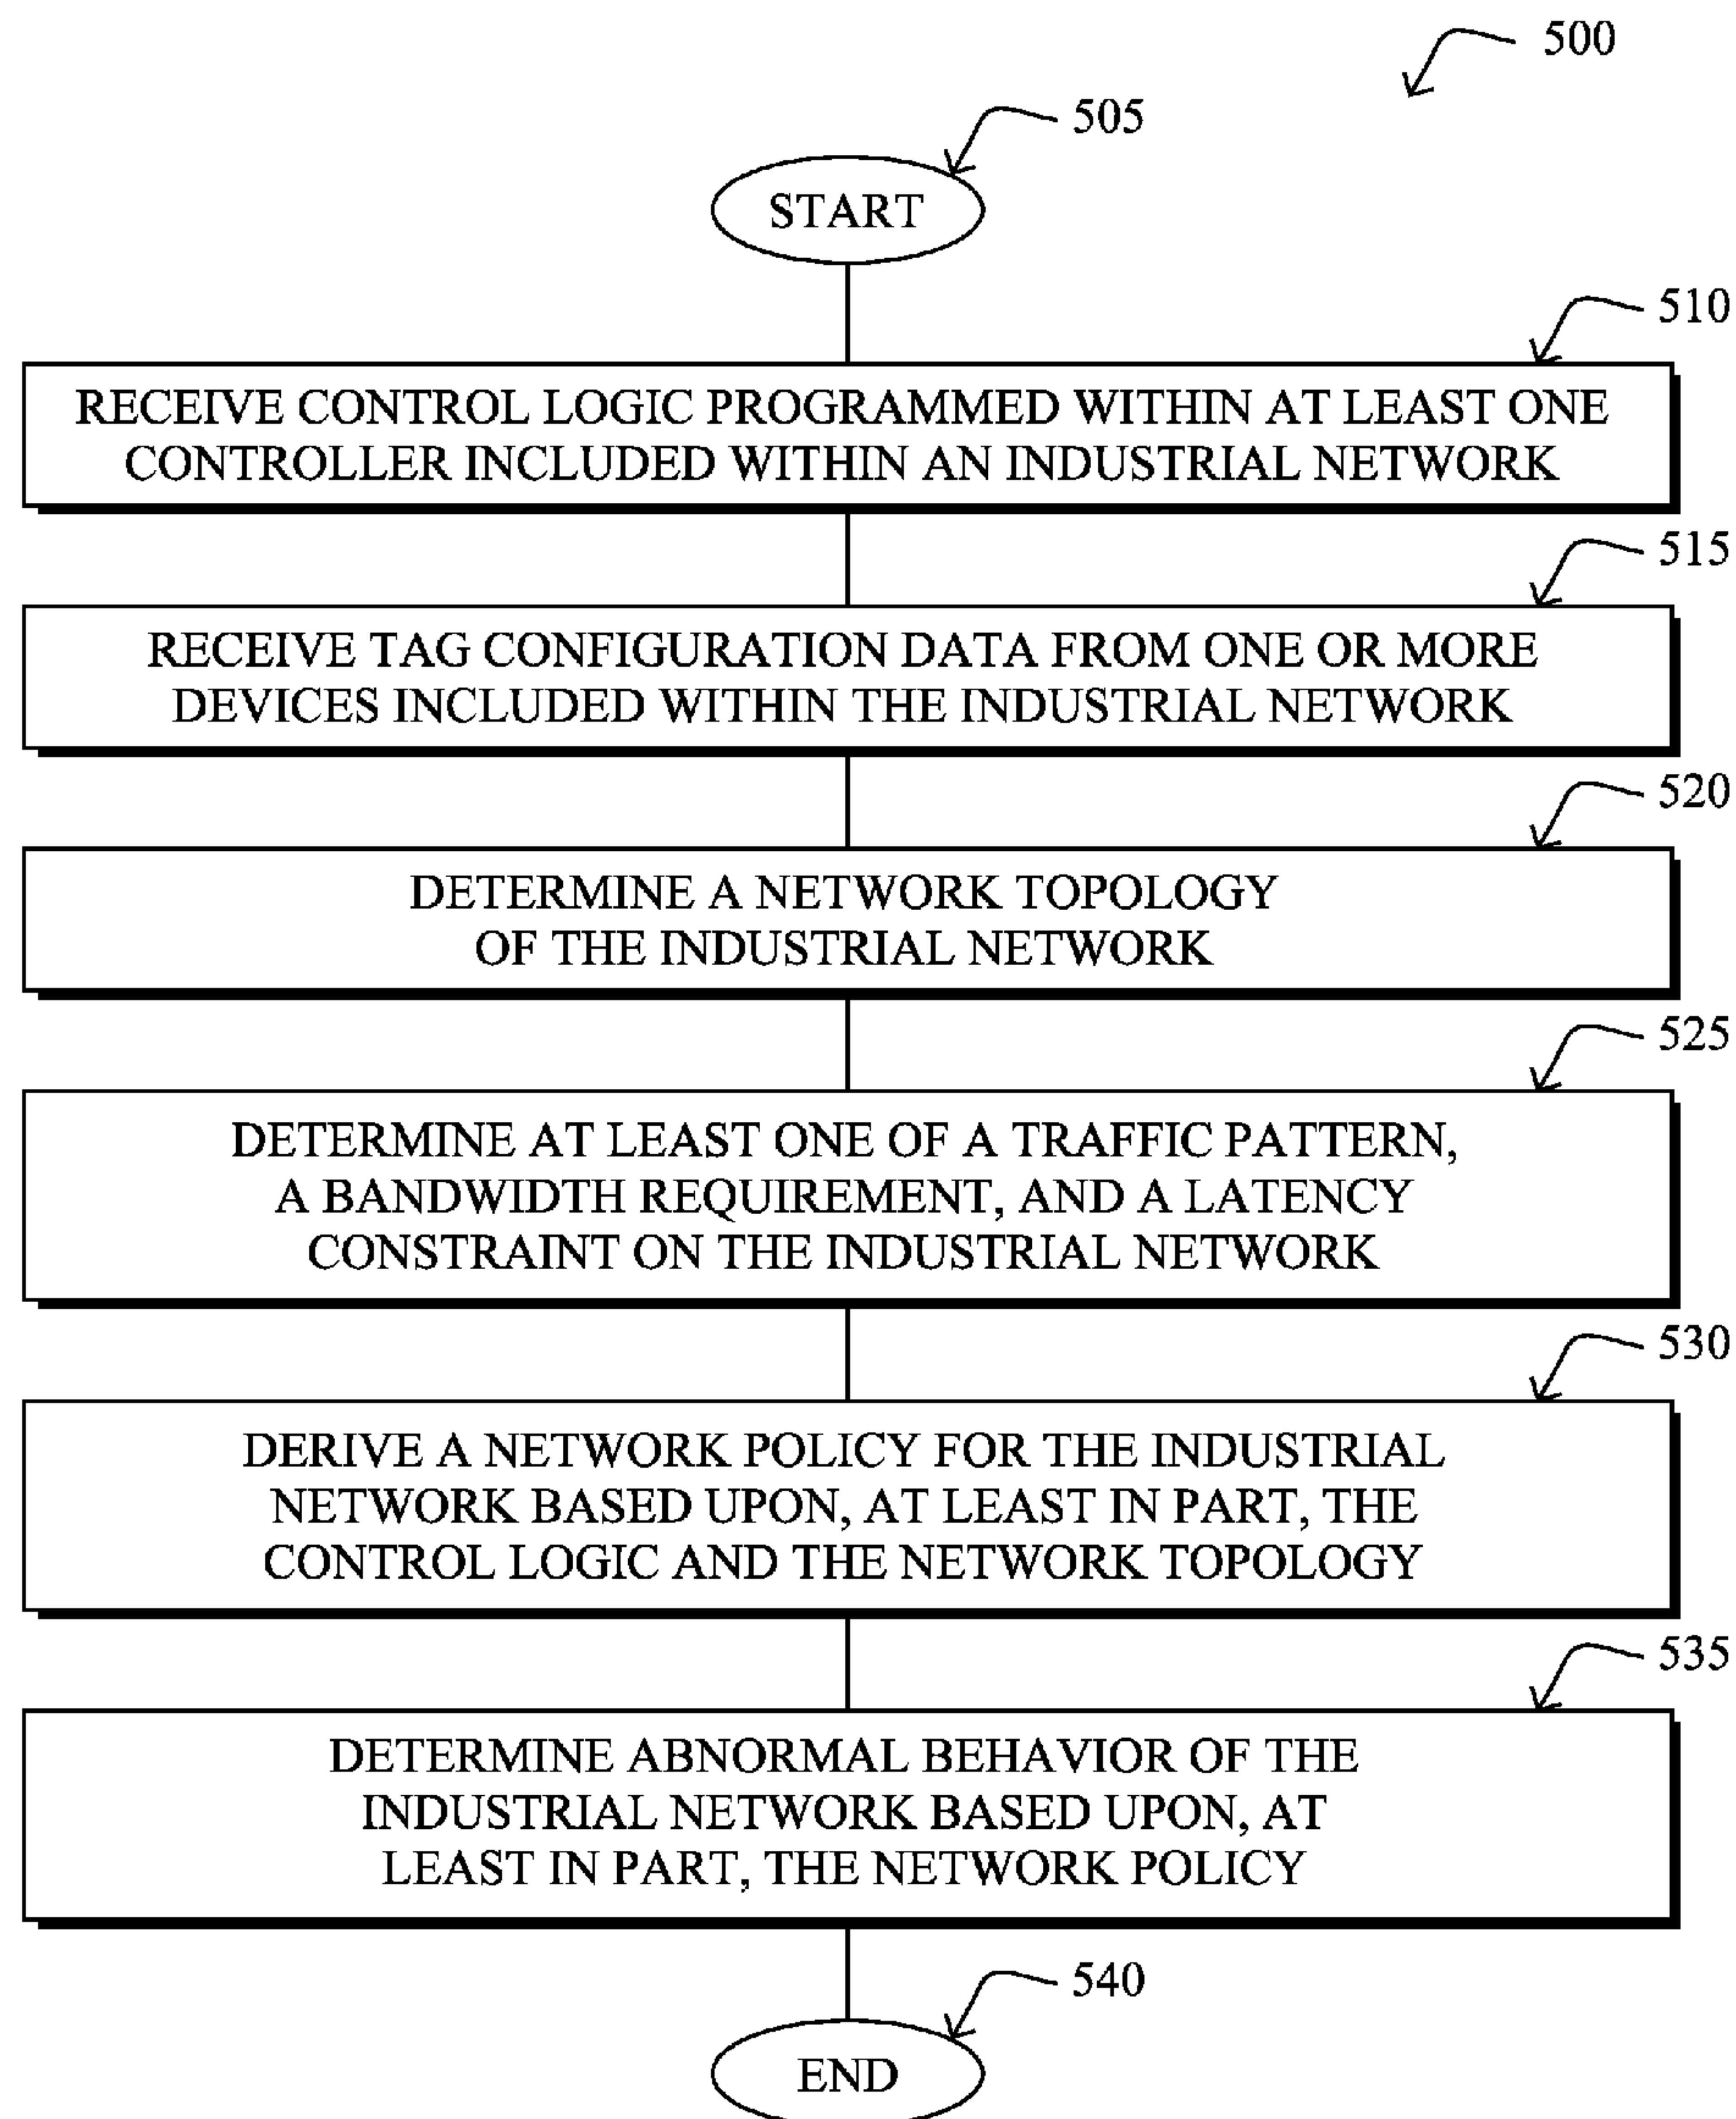 500
505
START
510
RECEIVE CONTROL LOGIC PROGRAMMED WITHIN AT LEAST ONE
CONTROLLER INCLUDED WITHIN AN INDUSTRIAL NETWORK
515
RECEIVE TAG CONFIGURATION DATA FROM ONE OR MORE
DEVICES INCLUDED WITHIN THE INDUSTRIAL NETWORK
520
DETERMINE A NETWORK TOPOLOGY
OF THE INDUSTRIAL NETWORK
525
DETERMINE AT LEAST ONE OF A TRAFFIC PATTERN,
A BANDWIDTH REQUIREMENT, AND A LATENCY
CONSTRAINT ON THE INDUSTRIAL NETWORK
530
DERIVE A NETWORK POLICY FOR THE INDUSTRIAL
NETWORK BASED UPON, AT LEAST IN PART, THE
CONTROL LOGIC AND THE NETWORK TOPOLOGY
535
DETERMINE ABNORMAL BEHAVIOR OF THE
INDUSTRIAL NETWORK BASED UPON, AT
LEAST IN PART, THE NETWORK POLICY
540
END